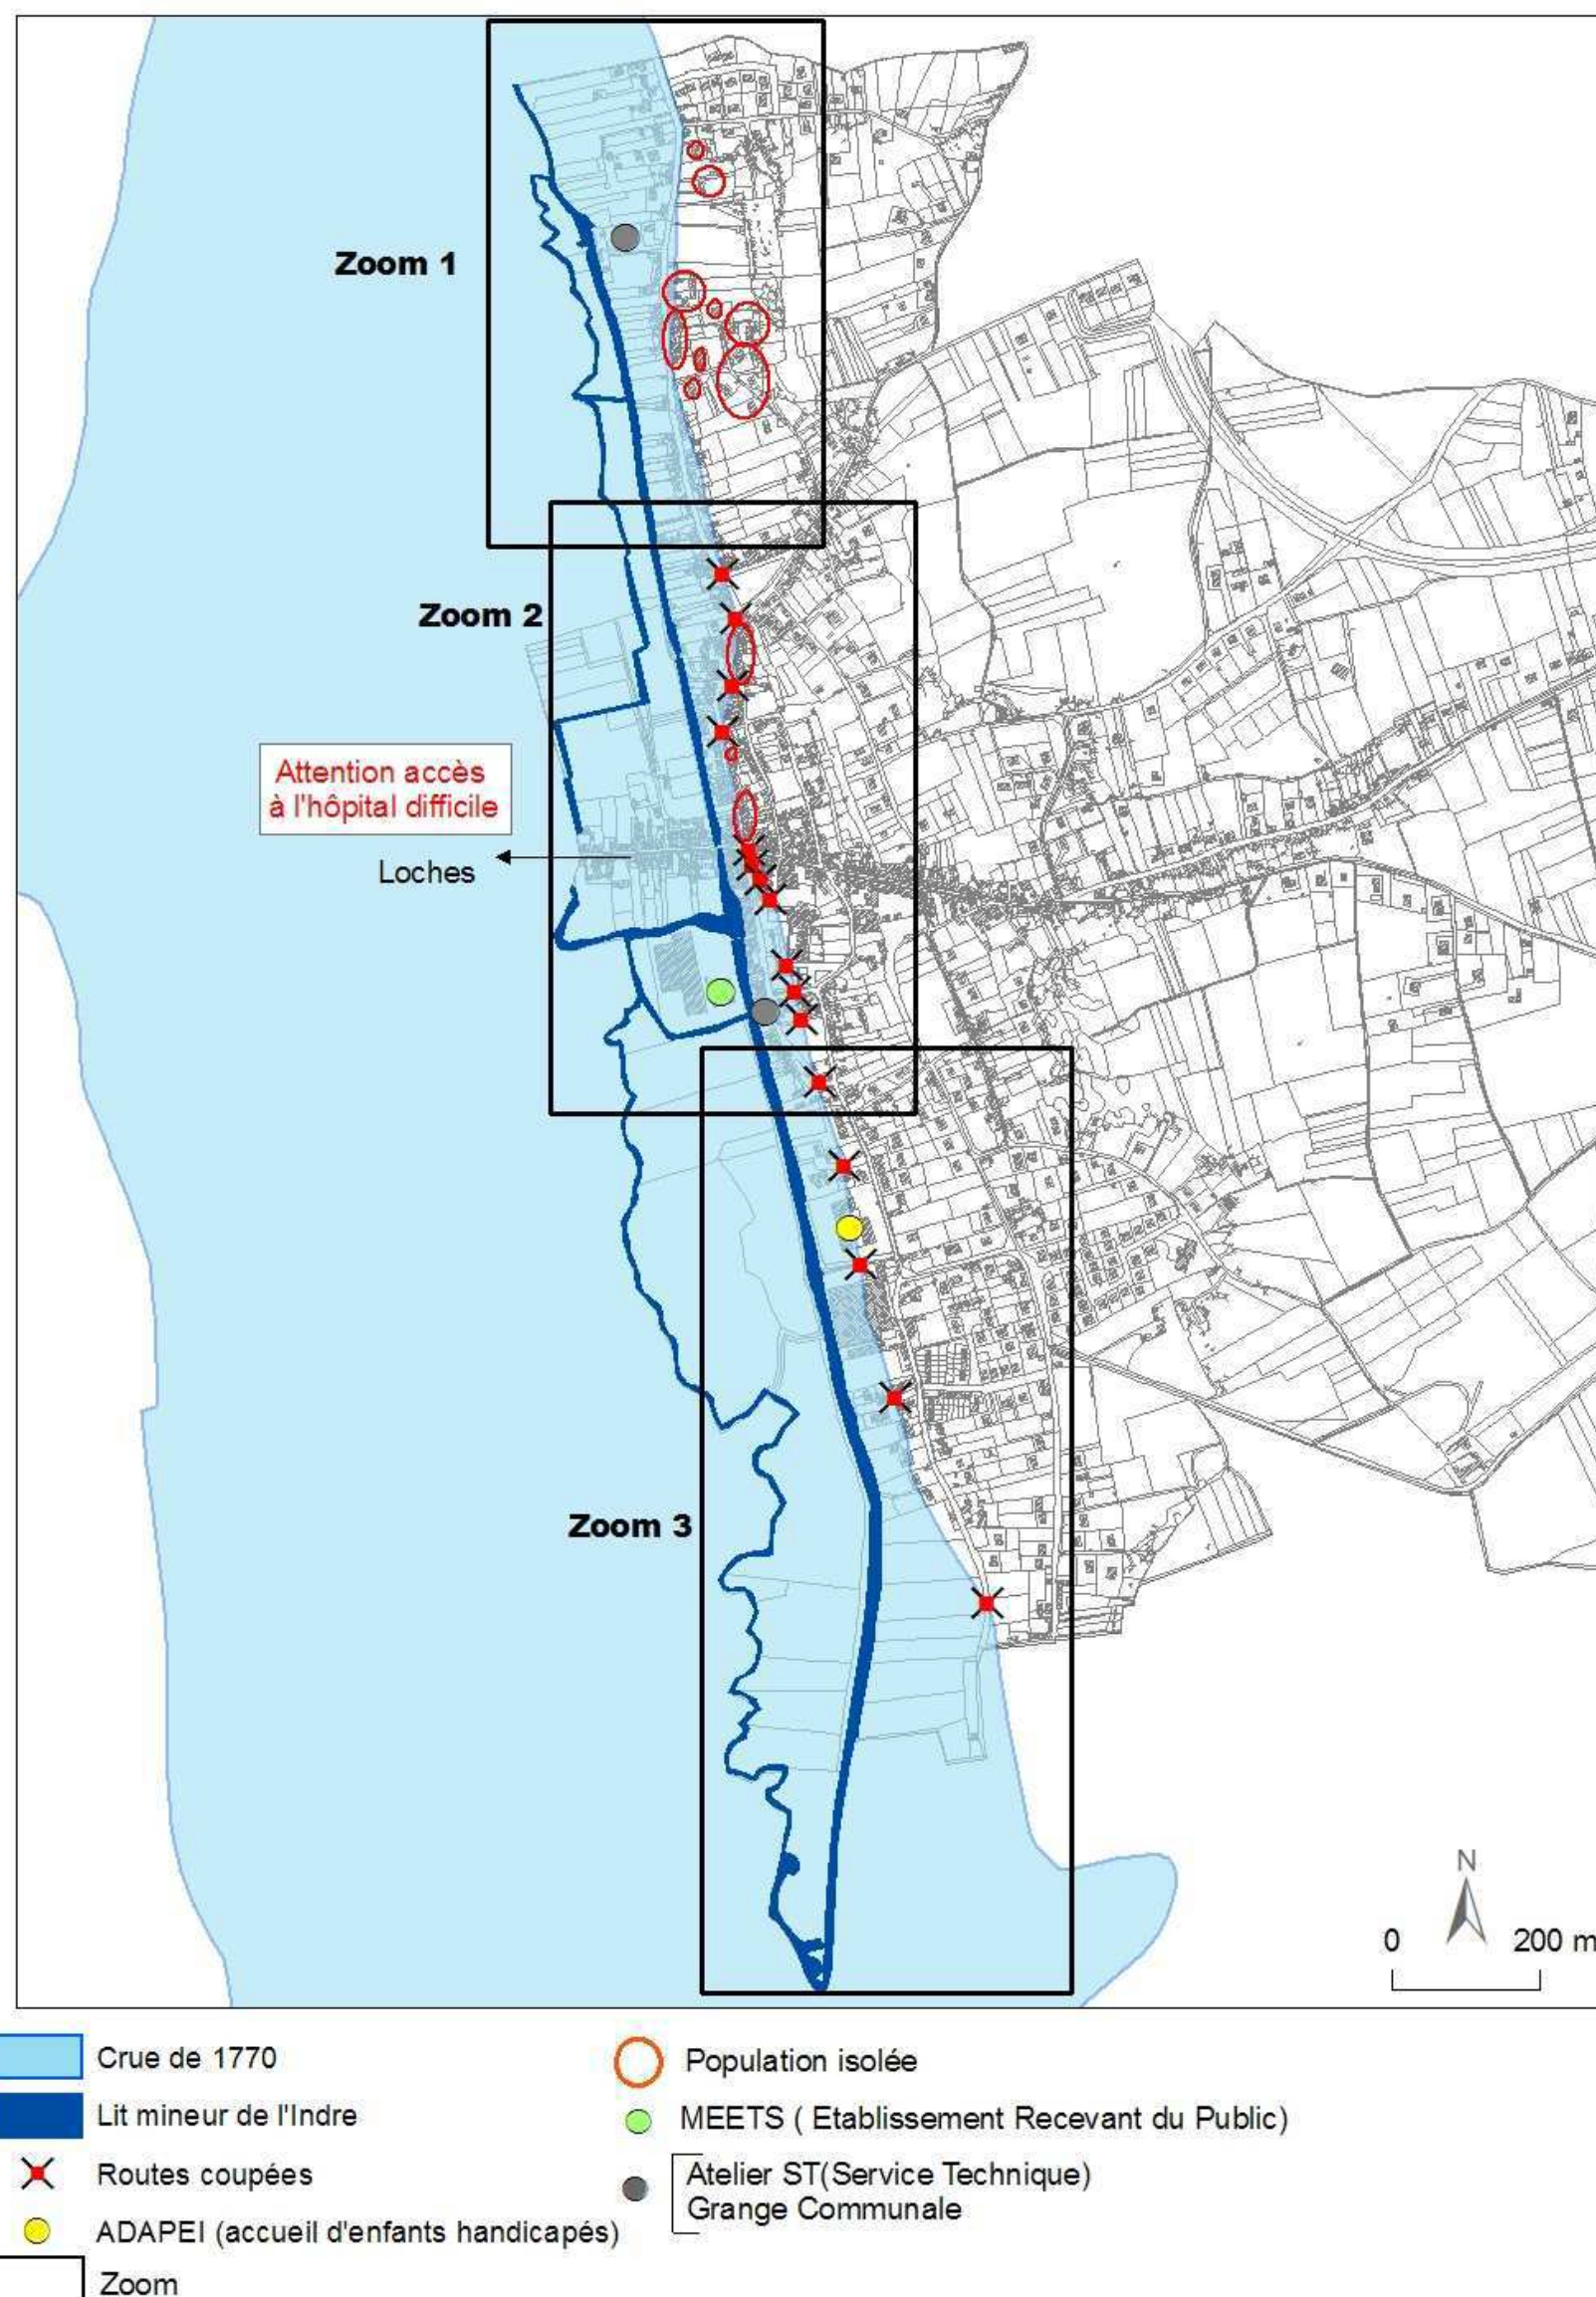 Zoom 1
Zoom 2
Attention accès
à l'hôpital difficile
Loches
Zoom 3
N
0 200 m
Crue de 1770
Lit mineur de l'Indre
Routes coupées
ADAPEI (accueil d'enfants handicapés)
Zoom
Population isolée
MEETS ( Etablissement Recevant du Public)
Atelier ST(Service Technique)
Grange Communale